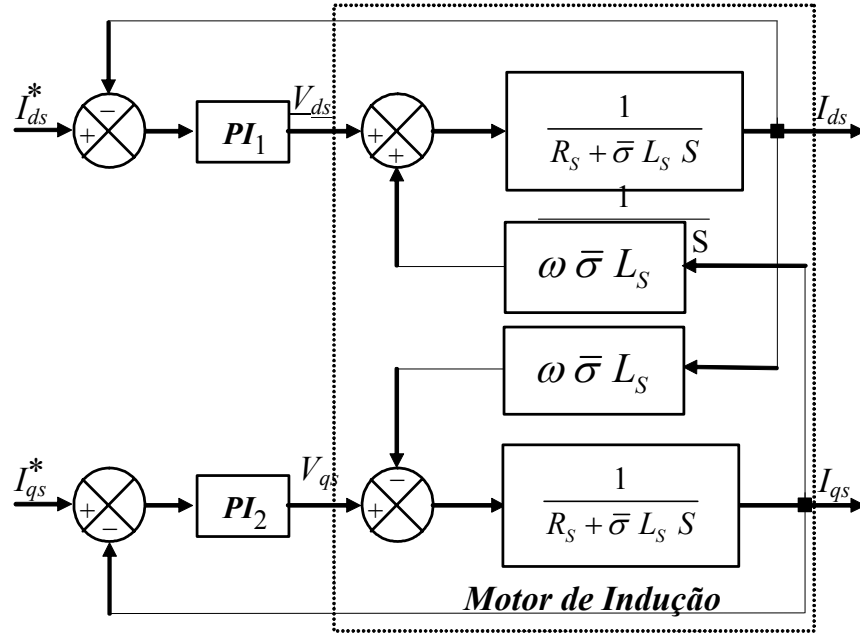 −
I*ds
+
PI1
Vds
+
+
1
RS + σ̅ LS S
Ids
1
S
ω σ̅ LS
ω σ̅ LS
I*qs
+
−
PI2
Vqs
−
+
1
RS + σ̅ LS S
Iqs
Motor de Indução